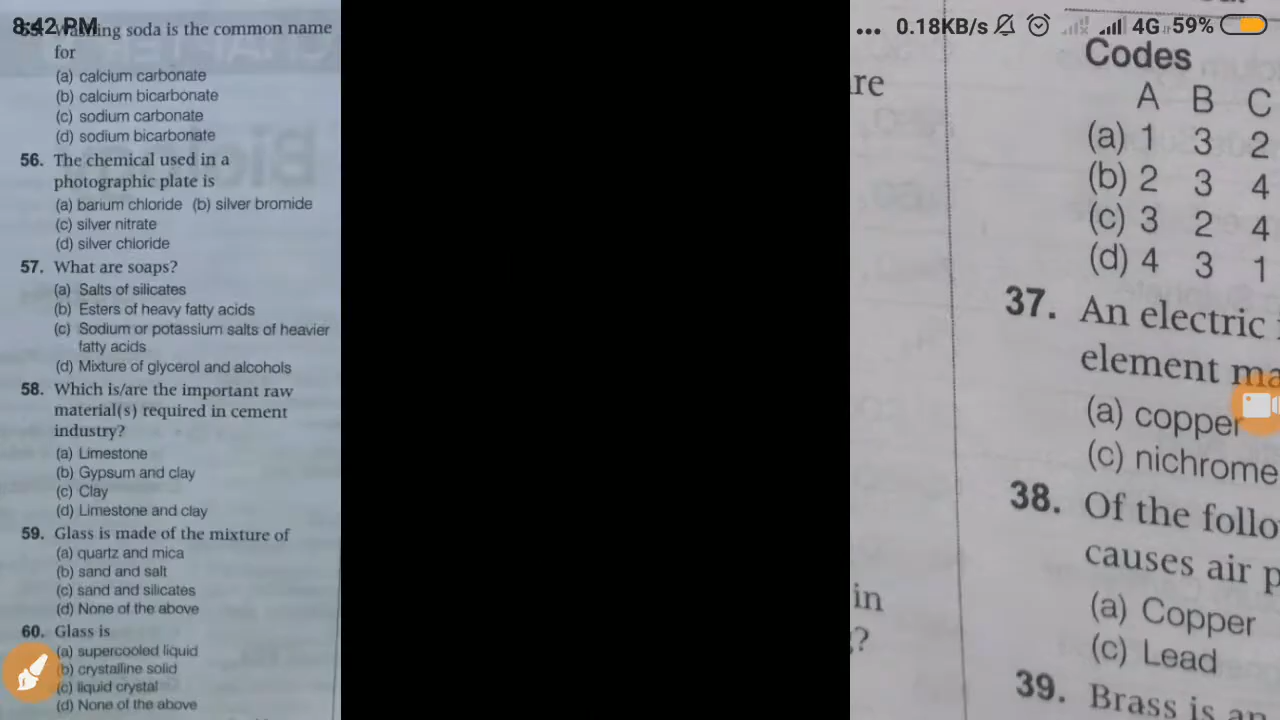 8:42 PM
... 0.18KB/s 4G 59%
Washing soda is the common name
for
(a) calcium carbonate
(b) calcium bicarbonate
(c) sodium carbonate
(d) sodium bicarbonate
56. The chemical used in a
photographic plate is
(a) barium chloride (b) silver bromide
(c) silver nitrate
(d) silver chloride
57. What are soaps?
(a) Salts of silicates
(b) Esters of heavy fatty acids
(c) Sodium or potassium salts of heavier
fatty acids
(d) Mixture of glycerol and alcohols
58. Which is/are the important raw
material(s) required in cement
industry?
(a) Limestone
(b) Gypsum and clay
(c) Clay
(d) Limestone and clay
59. Glass is made of the mixture of
(a) quartz and mica
(b) sand and salt
(c) sand and silicates
(d) None of the above
60. Glass is
(a) supercooled liquid
(b) crystalline solid
(c) liquid crystal
(d) None of the above
re
in
?
Codes
A B C
(a) 1 3 2
(b) 2 3 4
(c) 3 2 4
(d) 4 3 1
37. An electric
element ma
(a) copper
(c) nichrome
38. Of the follo
causes air p
(a) Copper
(c) Lead
39. Brass is an